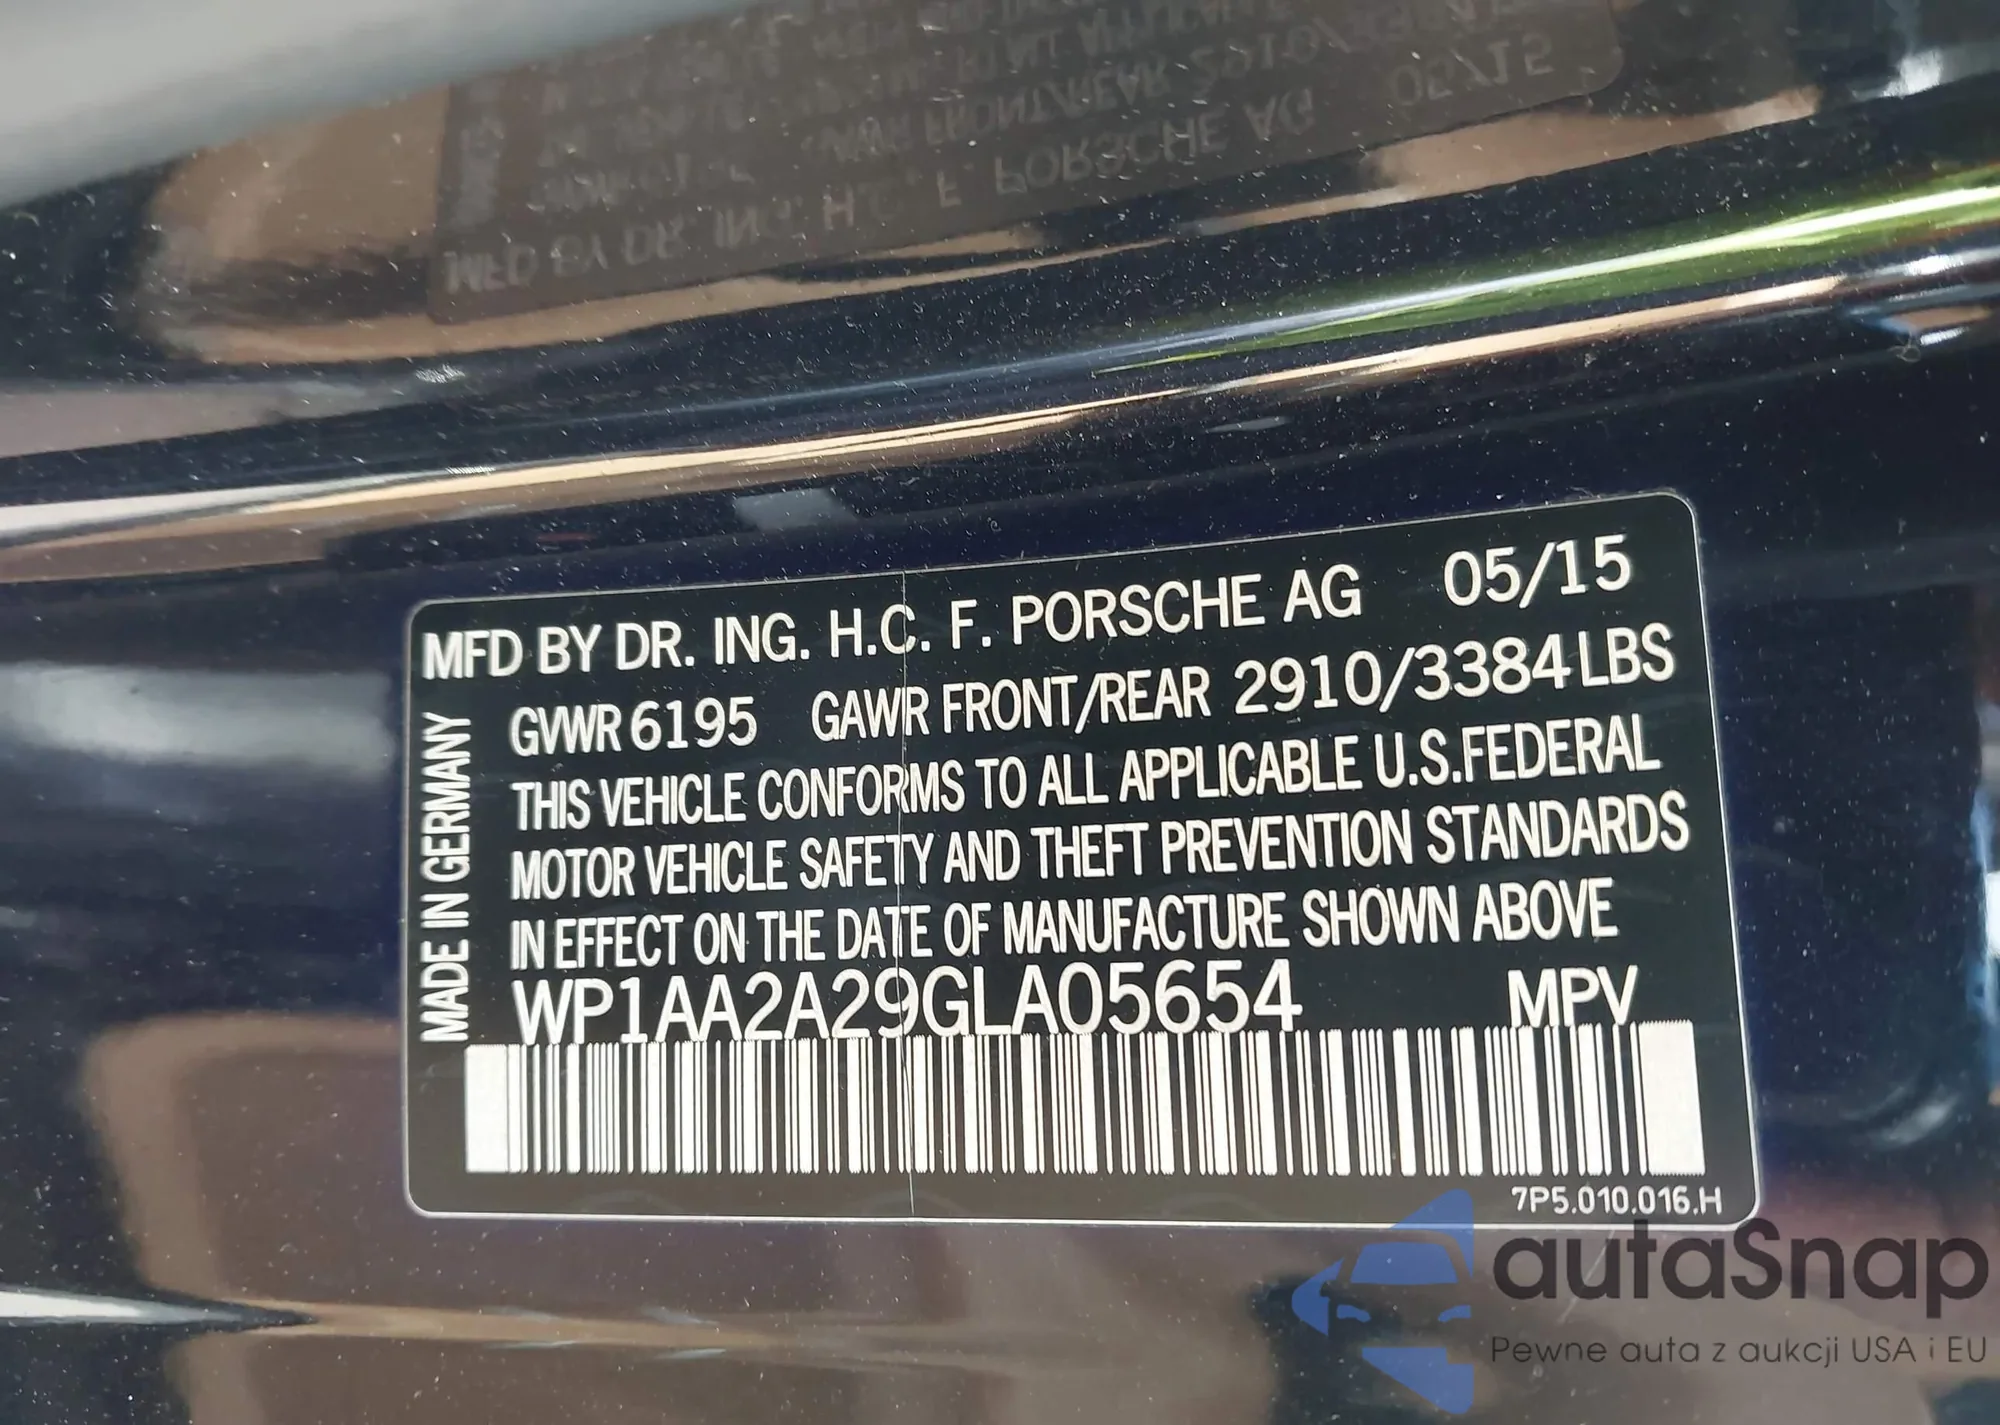 MFD BY DR. ING. H.C. F. PORSCHE AG 05/15
GVWR 6195 GAWR FRONT/REAR 2910/3384LBS
THIS VEHICLE CONFORMS TO ALL APPLICABLE U.S.FEDERAL
MOTOR VEHICLE SAFETY AND THEFT PREVENTION STANDARDS
IN EFFECT ON THE DATE OF MANUFACTURE SHOWN ABOVE
WP1AA2A29GLA05654 MPV
MADE IN GERMANY
7P5.010.016.H
autaSnap
Pewne auta z aukcji USA i EU